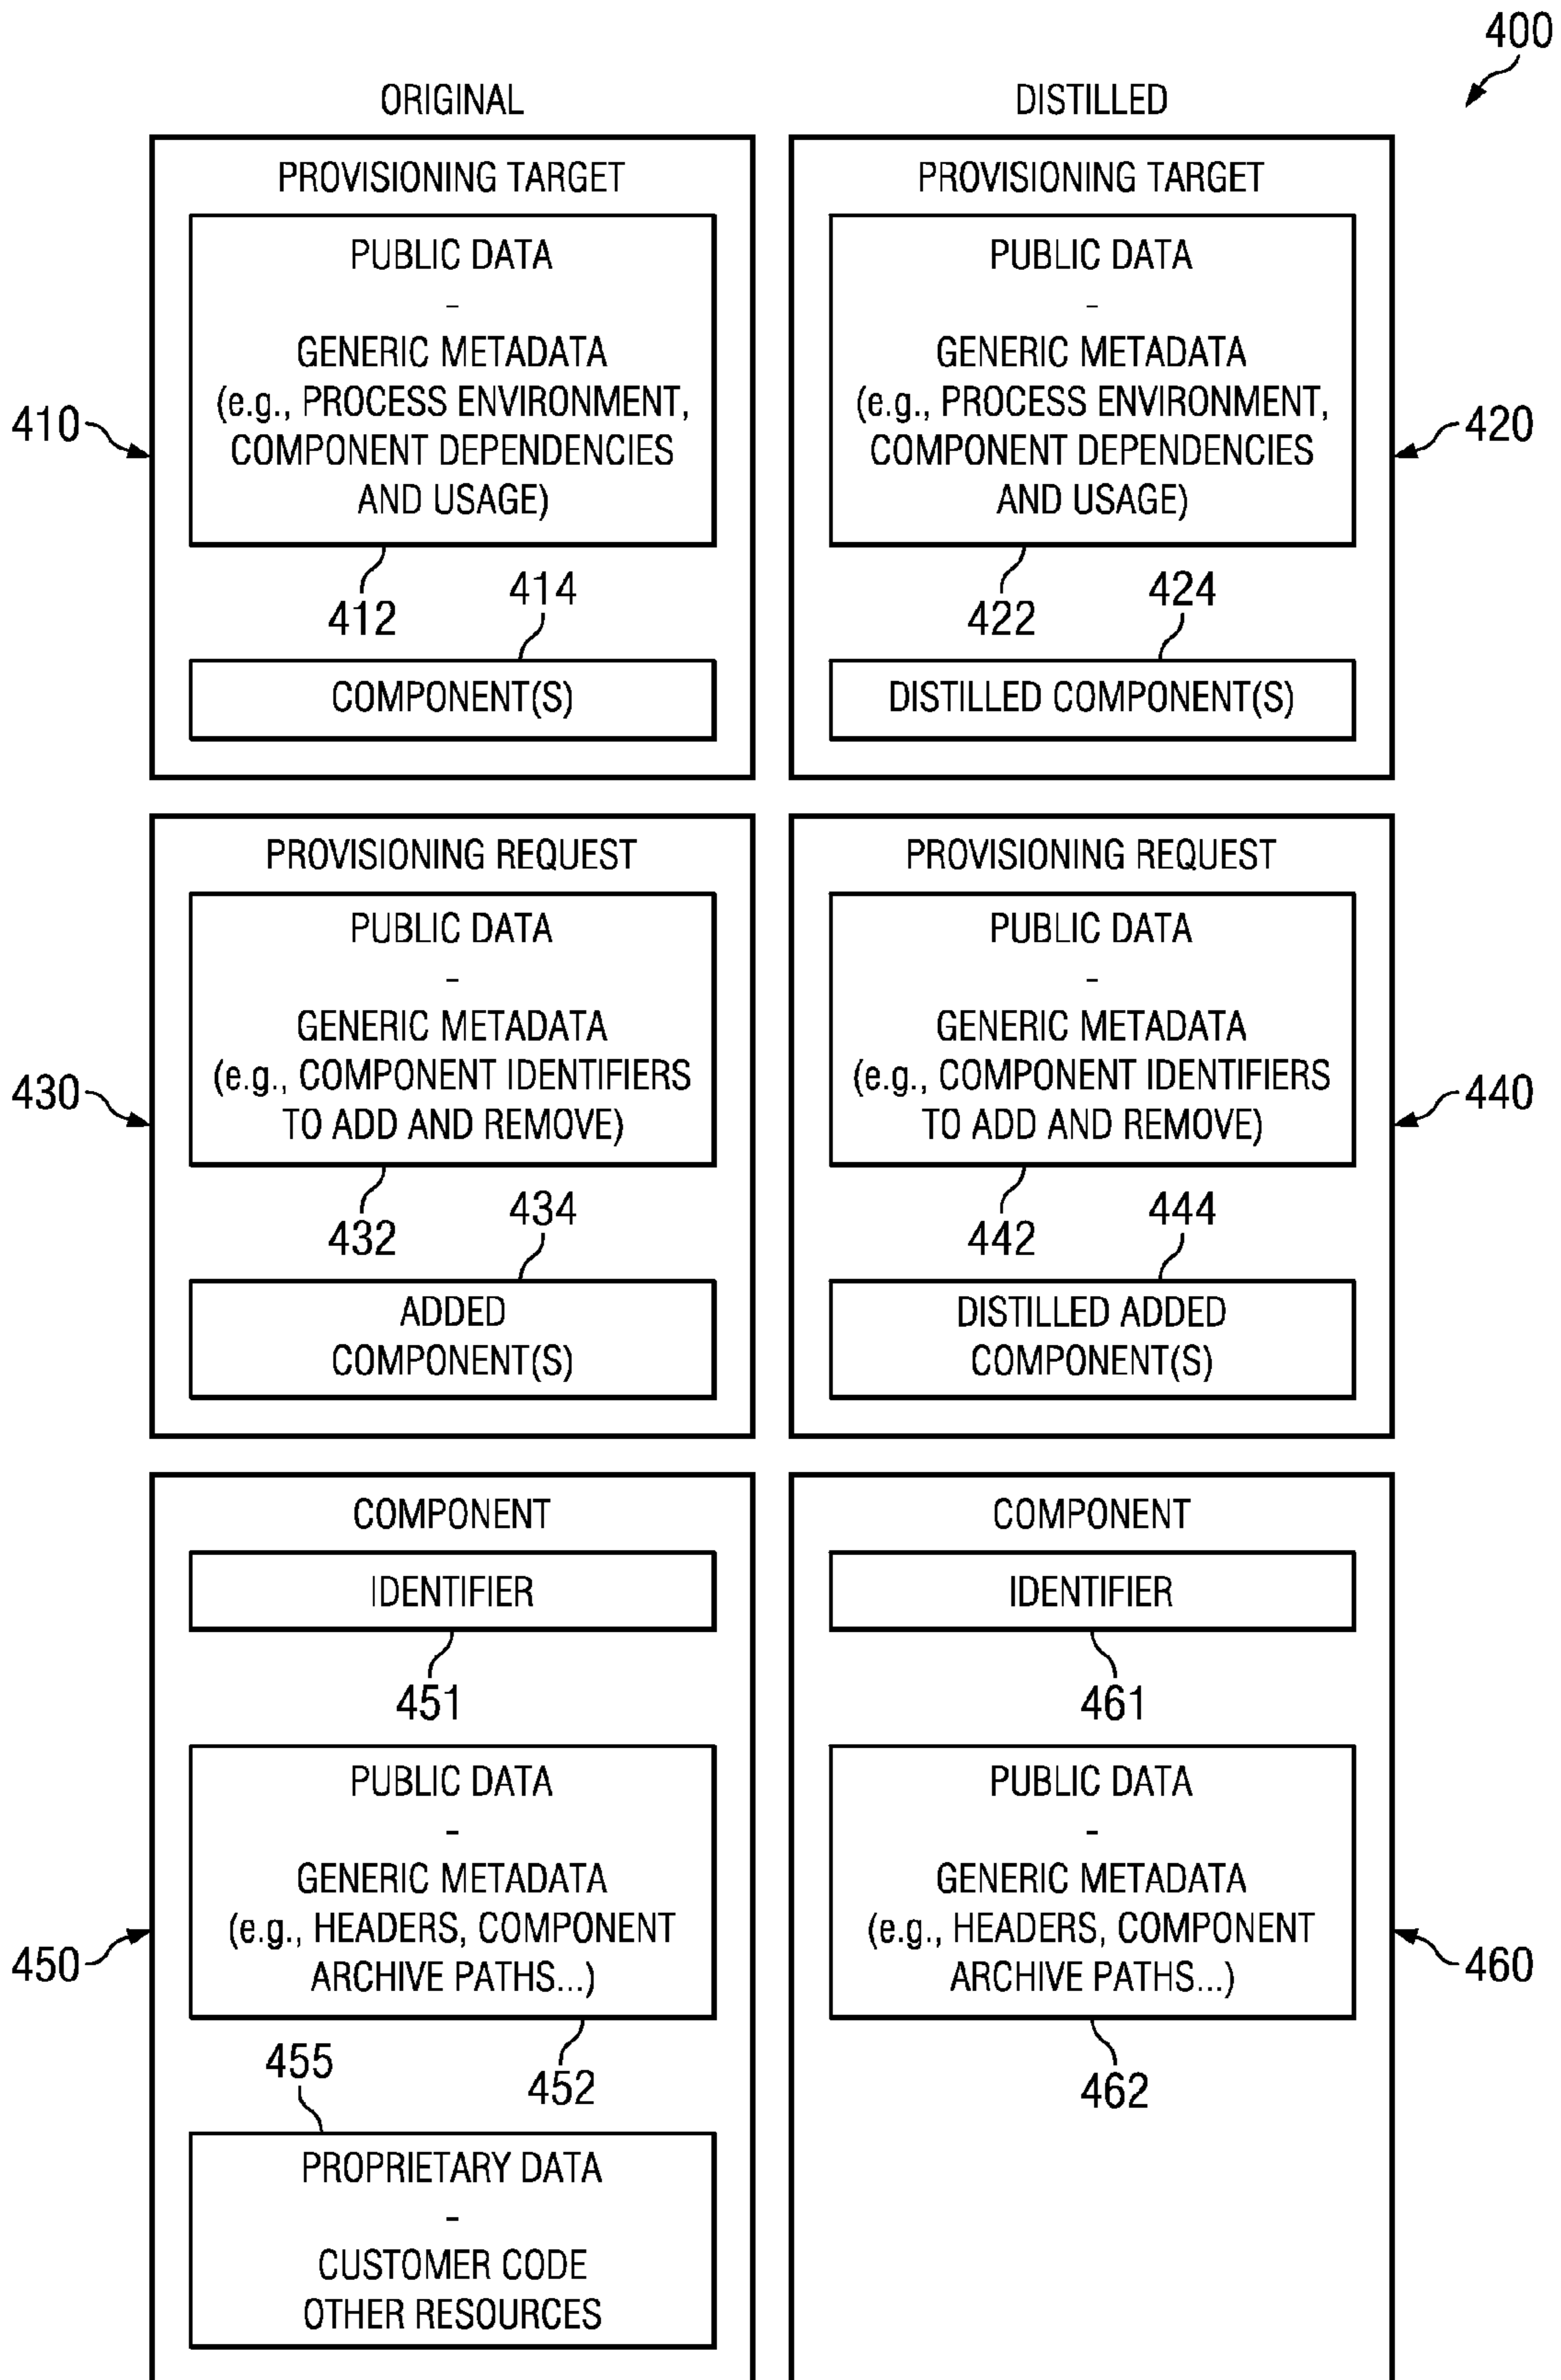 400
ORIGINAL
DISTILLED
PROVISIONING TARGET
PUBLIC DATA
-
GENERIC METADATA
(e.g., PROCESS ENVIRONMENT,
COMPONENT DEPENDENCIES
AND USAGE)
410
412
414
COMPONENT(S)
PROVISIONING TARGET
PUBLIC DATA
-
GENERIC METADATA
(e.g., PROCESS ENVIRONMENT,
COMPONENT DEPENDENCIES
AND USAGE)
420
422
424
DISTILLED COMPONENT(S)
PROVISIONING REQUEST
PUBLIC DATA
-
GENERIC METADATA
(e.g., COMPONENT IDENTIFIERS
TO ADD AND REMOVE)
430
432
434
ADDED
COMPONENT(S)
PROVISIONING REQUEST
PUBLIC DATA
-
GENERIC METADATA
(e.g., COMPONENT IDENTIFIERS
TO ADD AND REMOVE)
440
442
444
DISTILLED ADDED
COMPONENT(S)
COMPONENT
IDENTIFIER
451
PUBLIC DATA
-
GENERIC METADATA
(e.g., HEADERS, COMPONENT
ARCHIVE PATHS...)
450
452
455
PROPRIETARY DATA
-
CUSTOMER CODE
OTHER RESOURCES
COMPONENT
IDENTIFIER
461
PUBLIC DATA
-
GENERIC METADATA
(e.g., HEADERS, COMPONENT
ARCHIVE PATHS...)
460
462